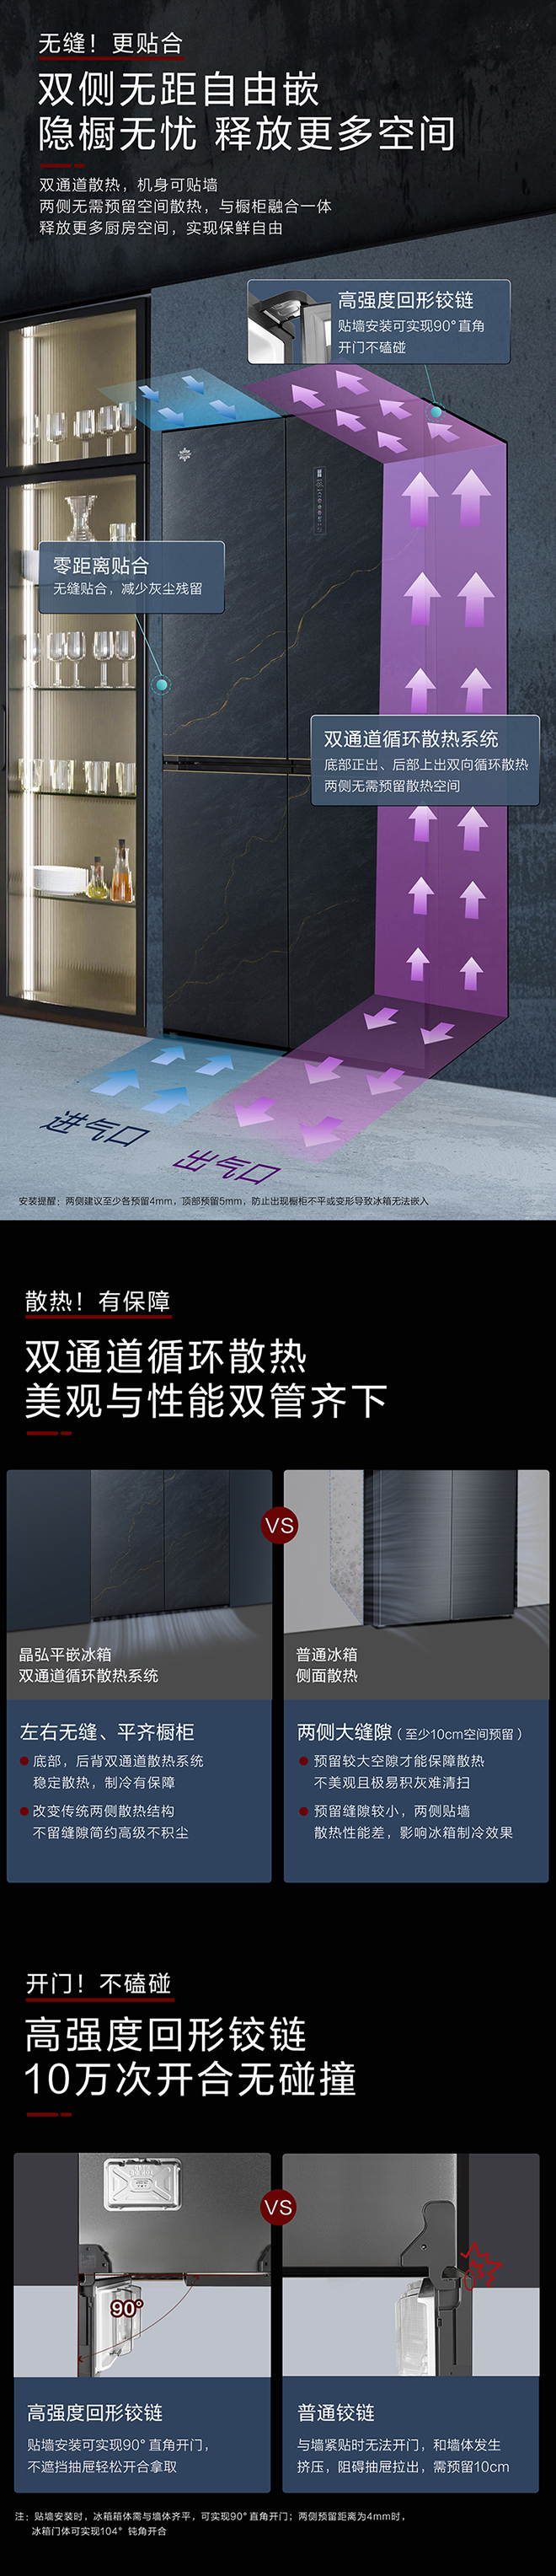 无缝！更贴合
双侧无距自由嵌
隐橱无忧 释放更多空间
双通道散热，机身可贴墙
两侧无需预留空间散热，与橱柜融合一体
释放更多厨房空间，实现保鲜自由
高强度回形铰链
贴墙安装可实现90°直角
开门不磕碰
零距离贴合
无缝贴合，减少灰尘残留
双通道循环散热系统
底部正出、后部上出双向循环散热
两侧无需预留散热空间
进气口
出气口
安装提醒：两侧建议至少各预留4mm，顶部预留5mm，防止出现橱柜不平或变形导致冰箱无法嵌入
散热！有保障
双通道循环散热
美观与性能双管齐下
VS
晶弘平嵌冰箱
双通道循环散热系统
普通冰箱
侧面散热
左右无缝、平齐橱柜
底部，后背双通道散热系统
稳定散热，制冷有保障
改变传统两侧散热结构
不留缝隙简约高级不积尘
两侧大缝隙（至少10cm空间预留）
预留较大空隙才能保障散热
不美观且极易积灰难清扫
预留缝隙较小，两侧贴墙
散热性能差，影响冰箱制冷效果
开门！不磕碰
高强度回形铰链
10万次开合无碰撞
VS
90°
高强度回形铰链
贴墙安装可实现90°直角开门，
不遮挡抽屉轻松开合拿取
普通铰链
与墙紧贴时无法开门，和墙体发生
挤压，阻碍抽屉拉出，需预留10cm
注：贴墙安装时，冰箱箱体需与墙体齐平，可实现90°直角开门；两侧预留距离为4mm时，
冰箱门体可实现104°钝角开合